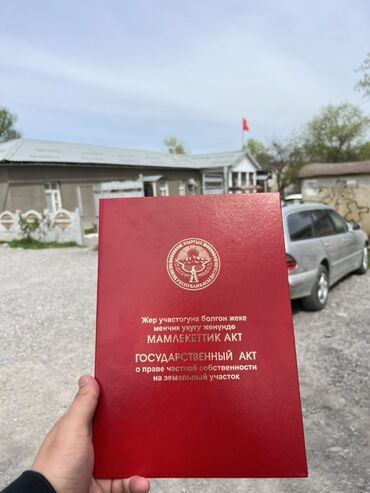 Жер участогуна болгон жеке
менчик укугу жөнүндө
МАМЛЕКЕТТИК АКТ
ГОСУДАРСТВЕННЫЙ АКТ
о праве частной собственности
на земельный участок